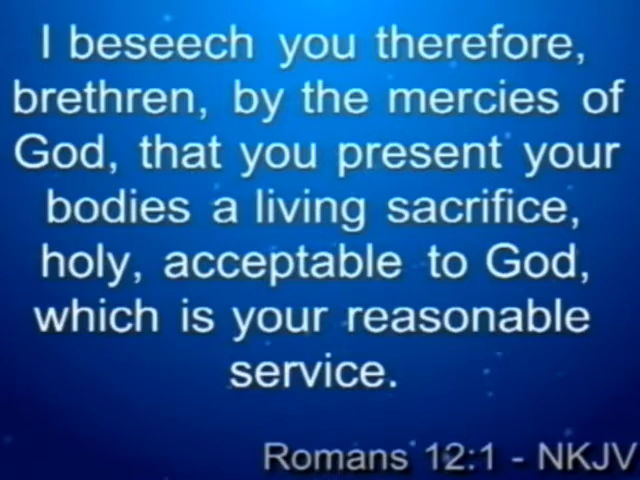 I beseech you therefore,
brethren, by the mercies of
God, that you present your
bodies a living sacrifice,
holy, acceptable to God,
which is your reasonable
service.
Romans 12:1 - NKJV